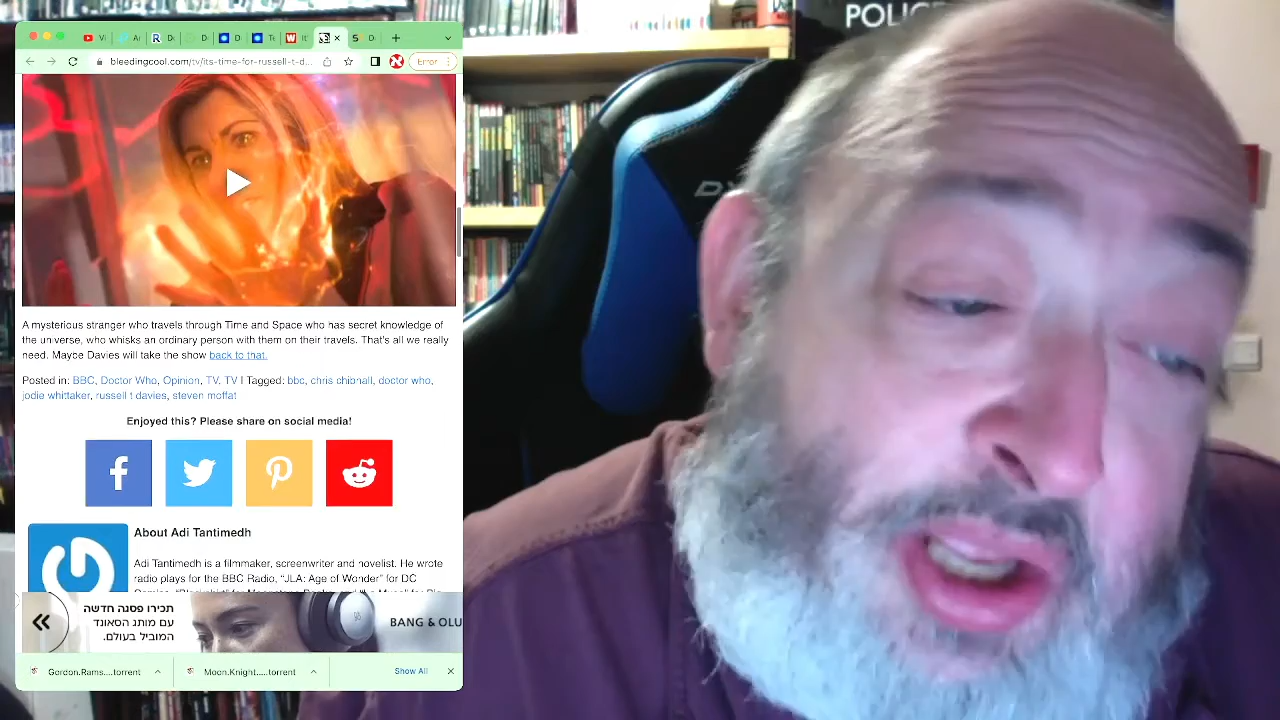 Error
bleedingcool.com/tv/its-time-for-russell-t-d...
A mysterious stranger who travels through Time and Space who has secret knowledge of
the universe, who whisks an ordinary person with them on their travels. That's all we really
need. Maybe Davies will take the show back to that.
Posted in: BBC, Doctor Who, Opinion, TV, TV | Tagged: bbc, chris chibnall, doctor who,
jodie whittaker, russell t davies, steven moffat
Enjoyed this? Please share on social media!
About Adi Tantimedh
Adi Tantimedh is a filmmaker, screenwriter and novelist. He wrote
radio plays for the BBC Radio, “JLA: Age of Wonder” for DC
תכירו פסגה חדשה
עם מותג הסאונד
המוביל בעולם.
BANG & OLU
Gordon.Rams....torrent
Moon.Knight.....torrent
Show All
POLICE